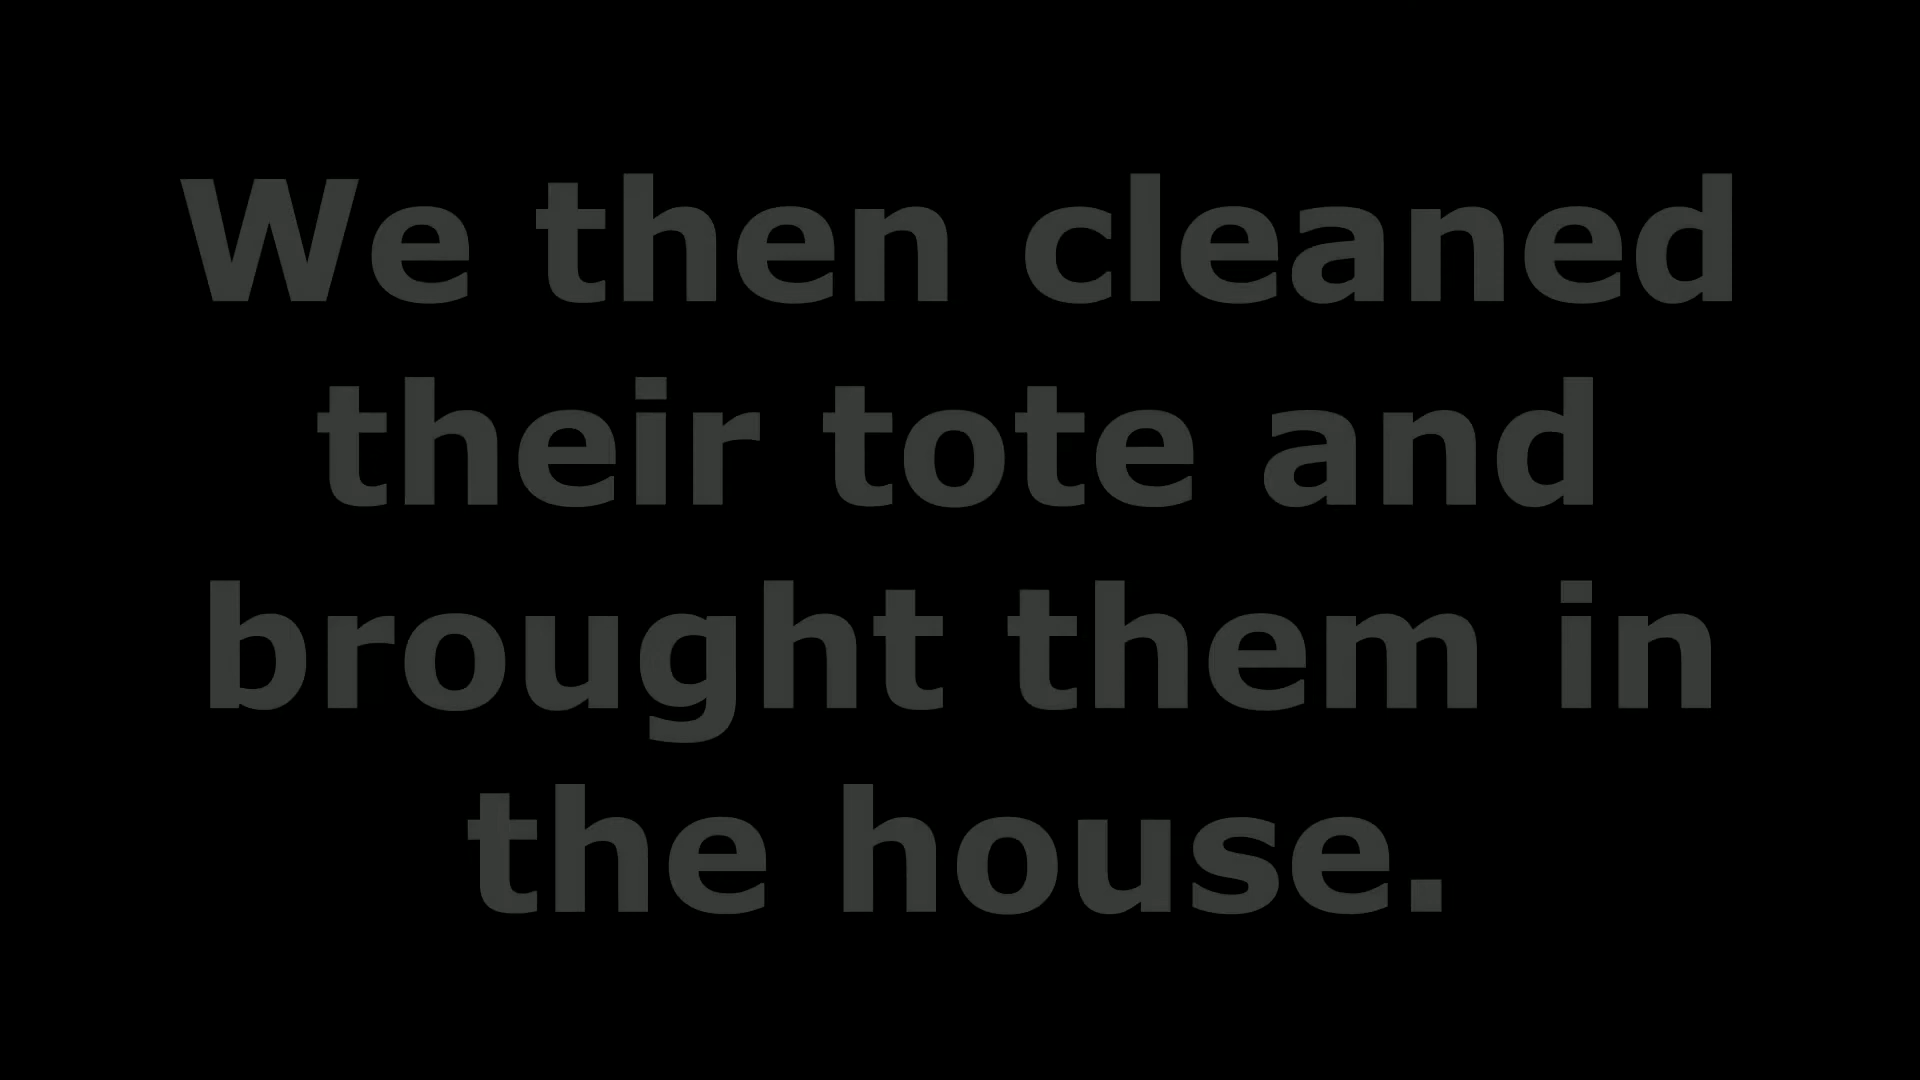 We then cleaned
their tote and
brought them in
the house.